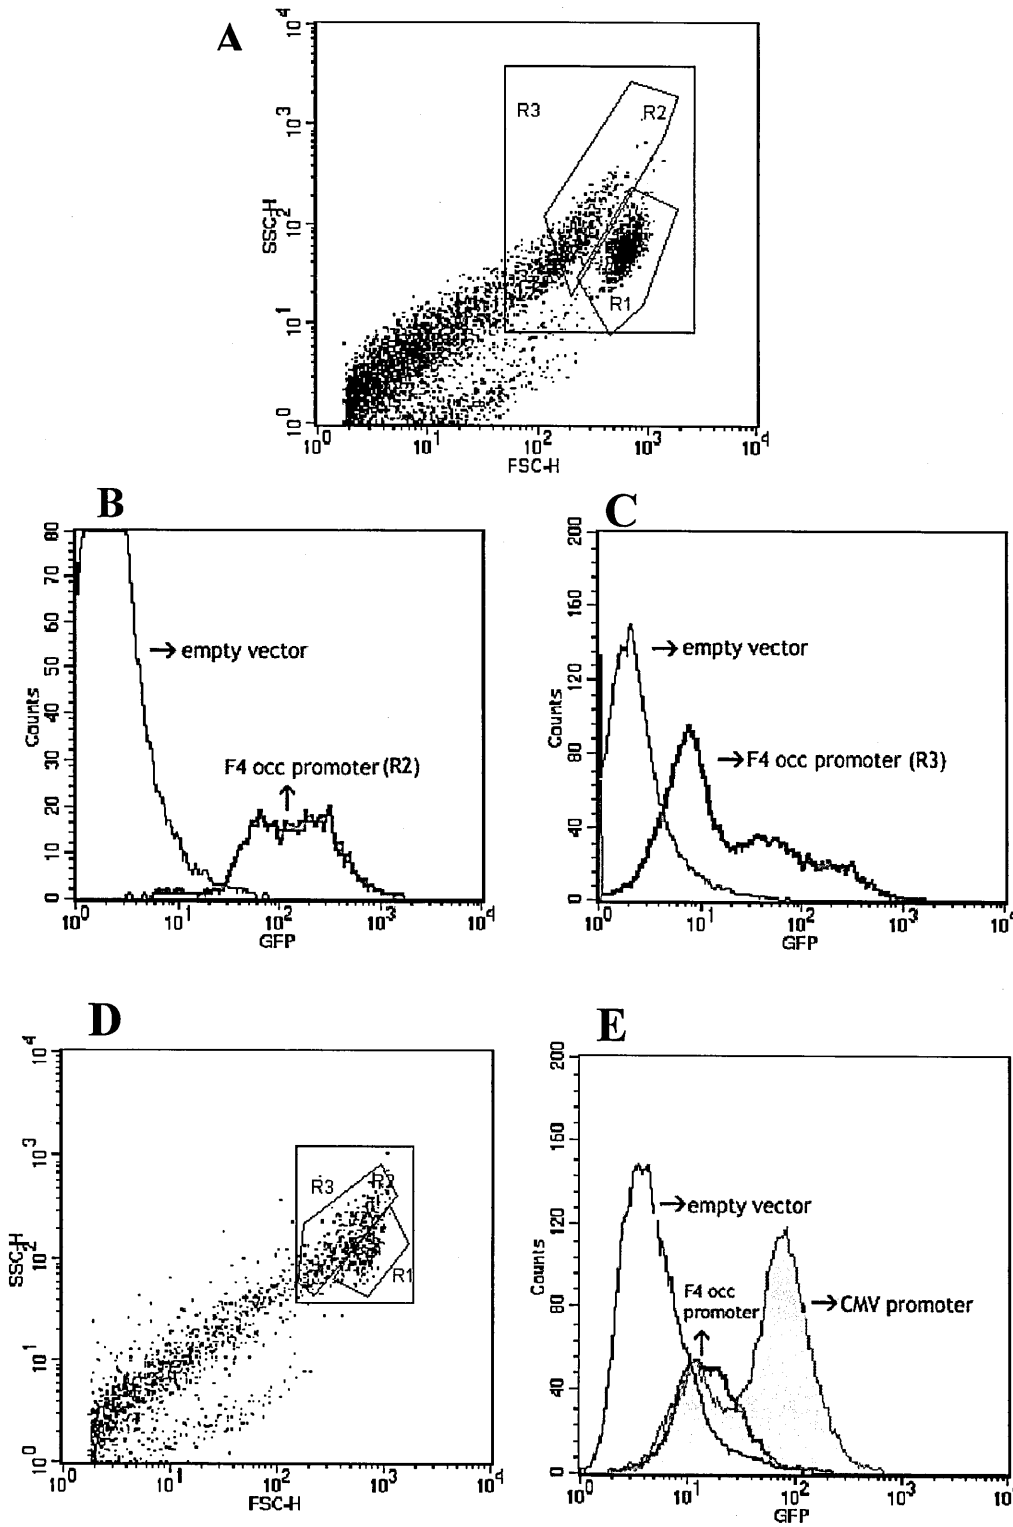 A
10^4
10^3
10^2
10^1
10^0
SSC-H
R3
R2
R1
10^0 10^1 10^2 10^3 10^4
FSC-H
B
80
70
60
50
40
30
20
10
0
Counts
→ empty vector
F4 occ promoter (R2)
10^0 10^1 10^2 10^3 10^4
GFP
C
200
160
120
80
40
0
Counts
→ empty vector
→ F4 occ promoter (R3)
10^0 10^1 10^2 10^3 10^4
GFP
D
10^4
10^3
10^2
10^1
10^0
SSC-H
R3
R2
R1
10^0 10^1 10^2 10^3 10^4
FSC-H
E
200
160
120
80
40
0
Counts
→ empty vector
F4 occ
promoter
→ CMV promoter
10^0 10^1 10^2 10^3 10
GFP